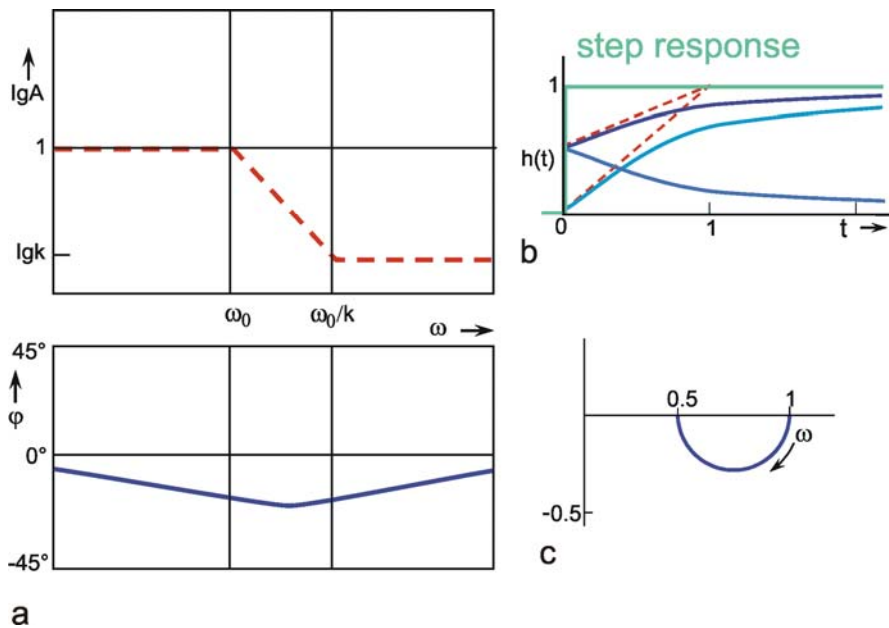 lgA
1
lgk
ω₀
ω₀/k
ω
45°
φ
0°
-45°
a
step response
1
h(t)
0
1
t
b
0.5
1
ω
-0.5
c